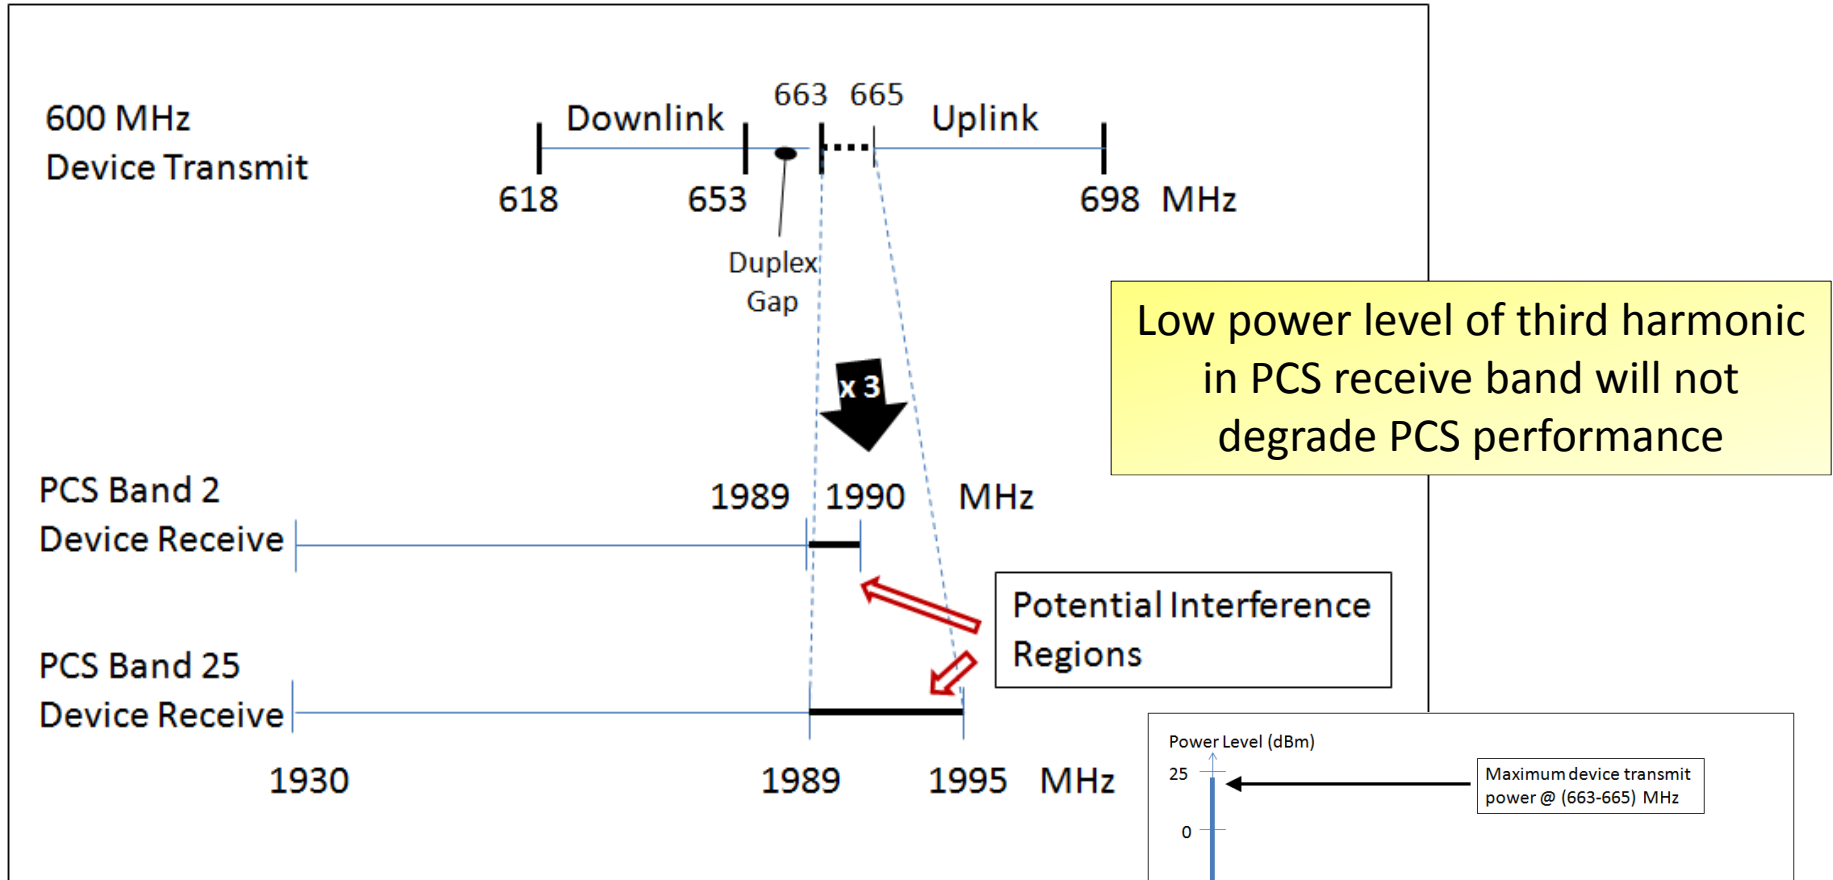 663 665
600 MHz
Downlink
Uplink
Device Transmit
618
653
698 MHz
Duplex
Gap
Low power level of third harmonic
in PCS receive band will not
degrade PCS performance
x 3
PCS Band 2
1989 1990 MHz
Device Receive
Potential Interference
Regions
PCS Band 25
Device Receive
1930
1989
1995 MHz
Power Level (dBm)
25
Maximum device transmit
power @ (663-665) MHz
0